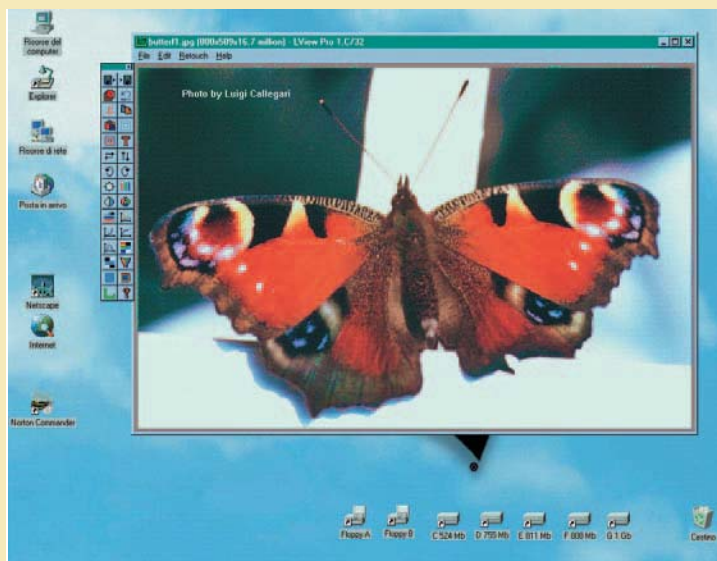 Risorse del
computer
Explorer
Risorse di rete
Posta in arrivo
Netscape
Internet
Norton Commander
butterf1.jpg (800x509x16.7 million) - LView Pro 1.C/32
File Edit Retouch Help
Photo by Luigi Callegari
Floppy A
Floppy B
C 524 Mb
D 755 Mb
E 811 Mb
F 800 Mb
G 1 Gb
Cestino